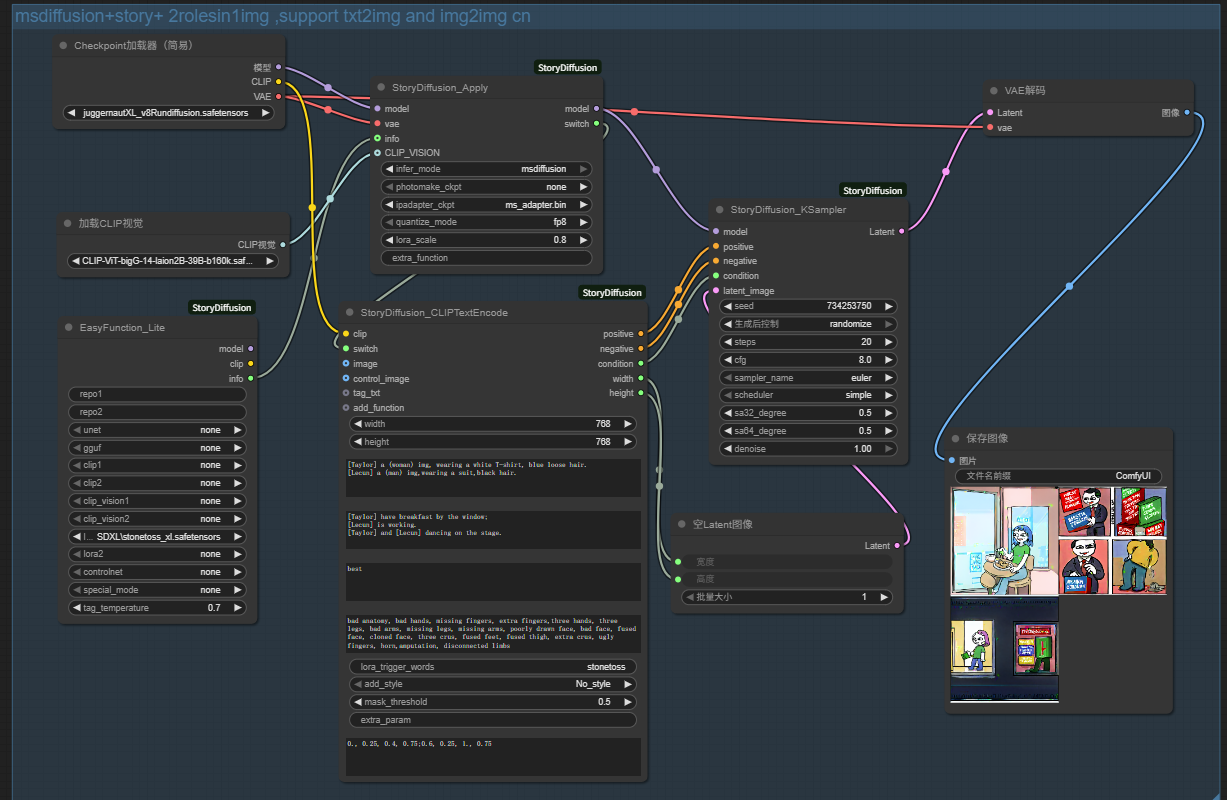 msdiffusion+story+ 2rolesin1img ,support txt2img and img2img cn
Checkpoint加载器（简易）
模型
CLIP
VAE
juggernautXL_v8Rundiffusion.safetensors
加载CLIP视觉
CLIP视觉
CLIP-ViT-bigG-14-laion2B-39B-b160k.saf...
StoryDiffusion
EasyFunction_Lite
model
clip
info
repo1
repo2
unet none
gguf none
clip1 none
clip2 none
clip_vision1 none
clip_vision2 none
l... SDXL\stonetoss_xl.safetensors
lora2 none
controlnet none
special_mode none
tag_temperature 0.7
StoryDiffusion
StoryDiffusion_Apply
model model
vae switch
info
CLIP_VISION
infer_mode msdiffusion
photomake_ckpt none
ipadapter_ckpt ms_adapter.bin
quantize_mode fp8
lora_scale 0.8
extra_function
StoryDiffusion
StoryDiffusion_CLIPTextEncode
clip positive
switch negative
image condition
control_image width
tag_txt height
add_function
width 768
height 768
[Taylor] a (woman) img, wearing a white T-shirt, blue loose hair.
[Lecun] a (man) img,wearing a suit,black hair.
[Taylor] have breakfast by the window;
[Lecun] is working.
[Taylor] and [Lecun] dancing on the stage.
best
bad anatomy, bad hands, missing fingers, extra fingers,three hands, three
legs, bad arms, missing legs, missing arms, poorly drawn face, bad face, fused
face, cloned face, three crus, fused feet, fused thigh, extra crus, ugly
fingers, horn,amputation, disconnected limbs
lora_trigger_words stonetoss
add_style No_style
mask_threshold 0.5
extra_param
0., 0.25, 0.4, 0.75;0.6, 0.25, 1., 0.75
StoryDiffusion
StoryDiffusion_KSampler
model Latent
positive
negative
condition
latent_image
seed 734253750
生成后控制 randomize
steps 20
cfg 8.0
sampler_name euler
scheduler simple
sa32_degree 0.5
sa64_degree 0.5
denoise 1.00
空Latent图像
Latent
宽度
高度
批量大小 1
VAE解码
Latent 图像
vae
保存图像
图片
文件名前缀 ComfyUI